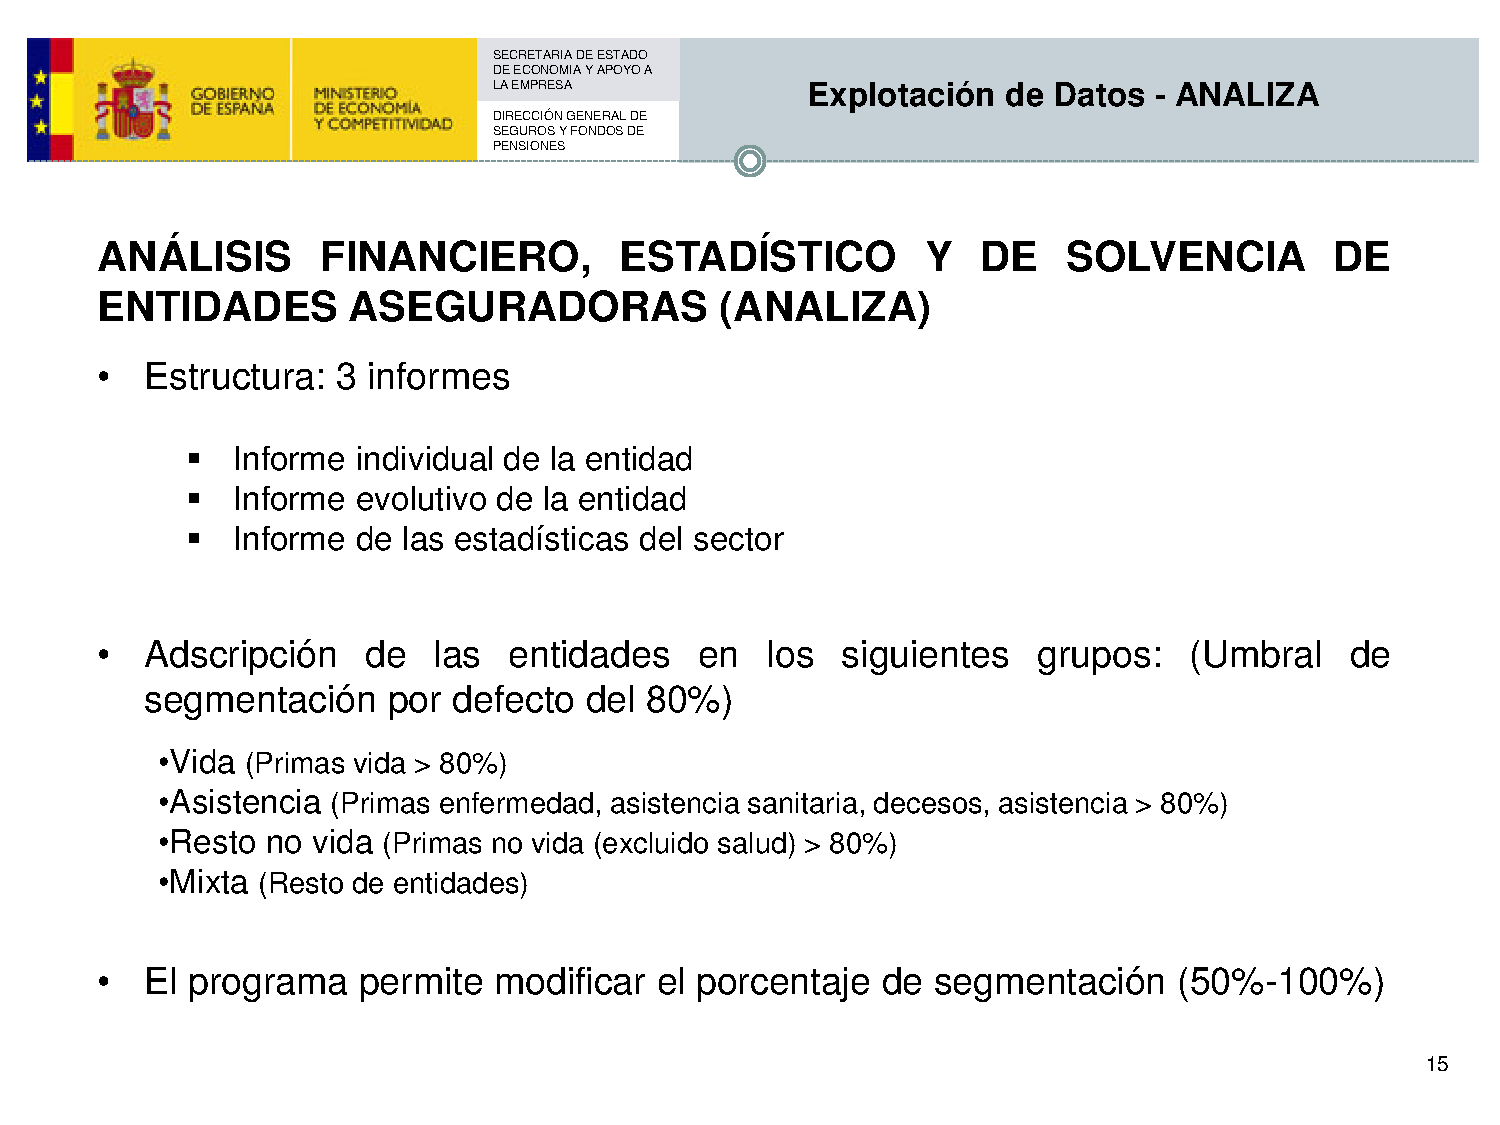 GOBIERNO
DE ESPAÑA
MINISTERIO
DE ECONOMÍA
Y COMPETITIVIDAD
SECRETARIA DE ESTADO
DE ECONOMIA Y APOYO A
LA EMPRESA
DIRECCIÓN GENERAL DE
SEGUROS Y FONDOS DE
PENSIONES
Explotación de Datos - ANALIZA
ANÁLISIS FINANCIERO, ESTADÍSTICO Y DE SOLVENCIA DE
ENTIDADES ASEGURADORAS (ANALIZA)
• Estructura: 3 informes
▪ Informe individual de la entidad
▪ Informe evolutivo de la entidad
▪ Informe de las estadísticas del sector
• Adscripción de las entidades en los siguientes grupos: (Umbral de
segmentación por defecto del 80%)
•Vida (Primas vida > 80%)
•Asistencia (Primas enfermedad, asistencia sanitaria, decesos, asistencia > 80%)
•Resto no vida (Primas no vida (excluido salud) > 80%)
•Mixta (Resto de entidades)
• El programa permite modificar el porcentaje de segmentación (50%-100%)
15